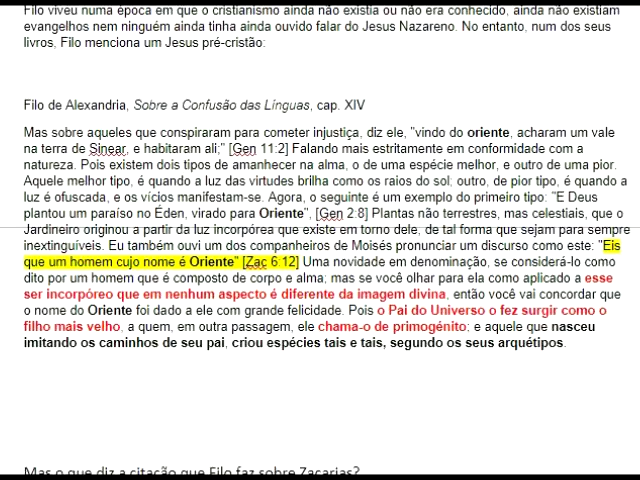 Filo viveu numa época em que o cristianismo ainda não existia ou não era conhecido, ainda não existiam
evangelhos nem ninguém ainda tinha ainda ouvido falar do Jesus Nazareno. No entanto, num dos seus
livros, Filo menciona um Jesus pré-cristão:
Filo de Alexandria, Sobre a Confusão das Línguas, cap. XIV
Mas sobre aqueles que conspiraram para cometer injustiça, diz ele, "vindo do oriente, acharam um vale
na terra de Sinear, e habitaram ali;" [Gen 11:2] Falando mais estritamente em conformidade com a
natureza. Pois existem dois tipos de amanhecer na alma, o de uma espécie melhor, e outro de uma pior.
Aquele melhor tipo, é quando a luz das virtudes brilha como os raios do sol; outro, de pior tipo, é quando a
luz é ofuscada, e os vícios manifestam-se. Agora, o seguinte é um exemplo do primeiro tipo: "E Deus
plantou um paraíso no Éden, virado para Oriente", [Gen 2:8] Plantas não terrestres, mas celestiais, que o
Jardineiro originou a partir da luz incorpórea que existe em torno dele, de tal forma que sejam para sempre
inextinguíveis. Eu também ouvi um dos companheiros de Moisés pronunciar um discurso como este: "Eis
que um homem cujo nome é Oriente" [Zac 6:12] Uma novidade em denominação, se considerá-lo como
dito por um homem que é composto de corpo e alma; mas se você olhar para ela como aplicado a esse
ser incorpóreo que em nenhum aspecto é diferente da imagem divina, então você vai concordar que
o nome do Oriente foi dado a ele com grande felicidade. Pois o Pai do Universo o fez surgir como o
filho mais velho, a quem, em outra passagem, ele chama-o de primogénito; e aquele que nasceu
imitando os caminhos de seu pai, criou espécies tais e tais, segundo os seus arquétipos.
Mas o que diz a citação que Filo faz sobre Zacarias?